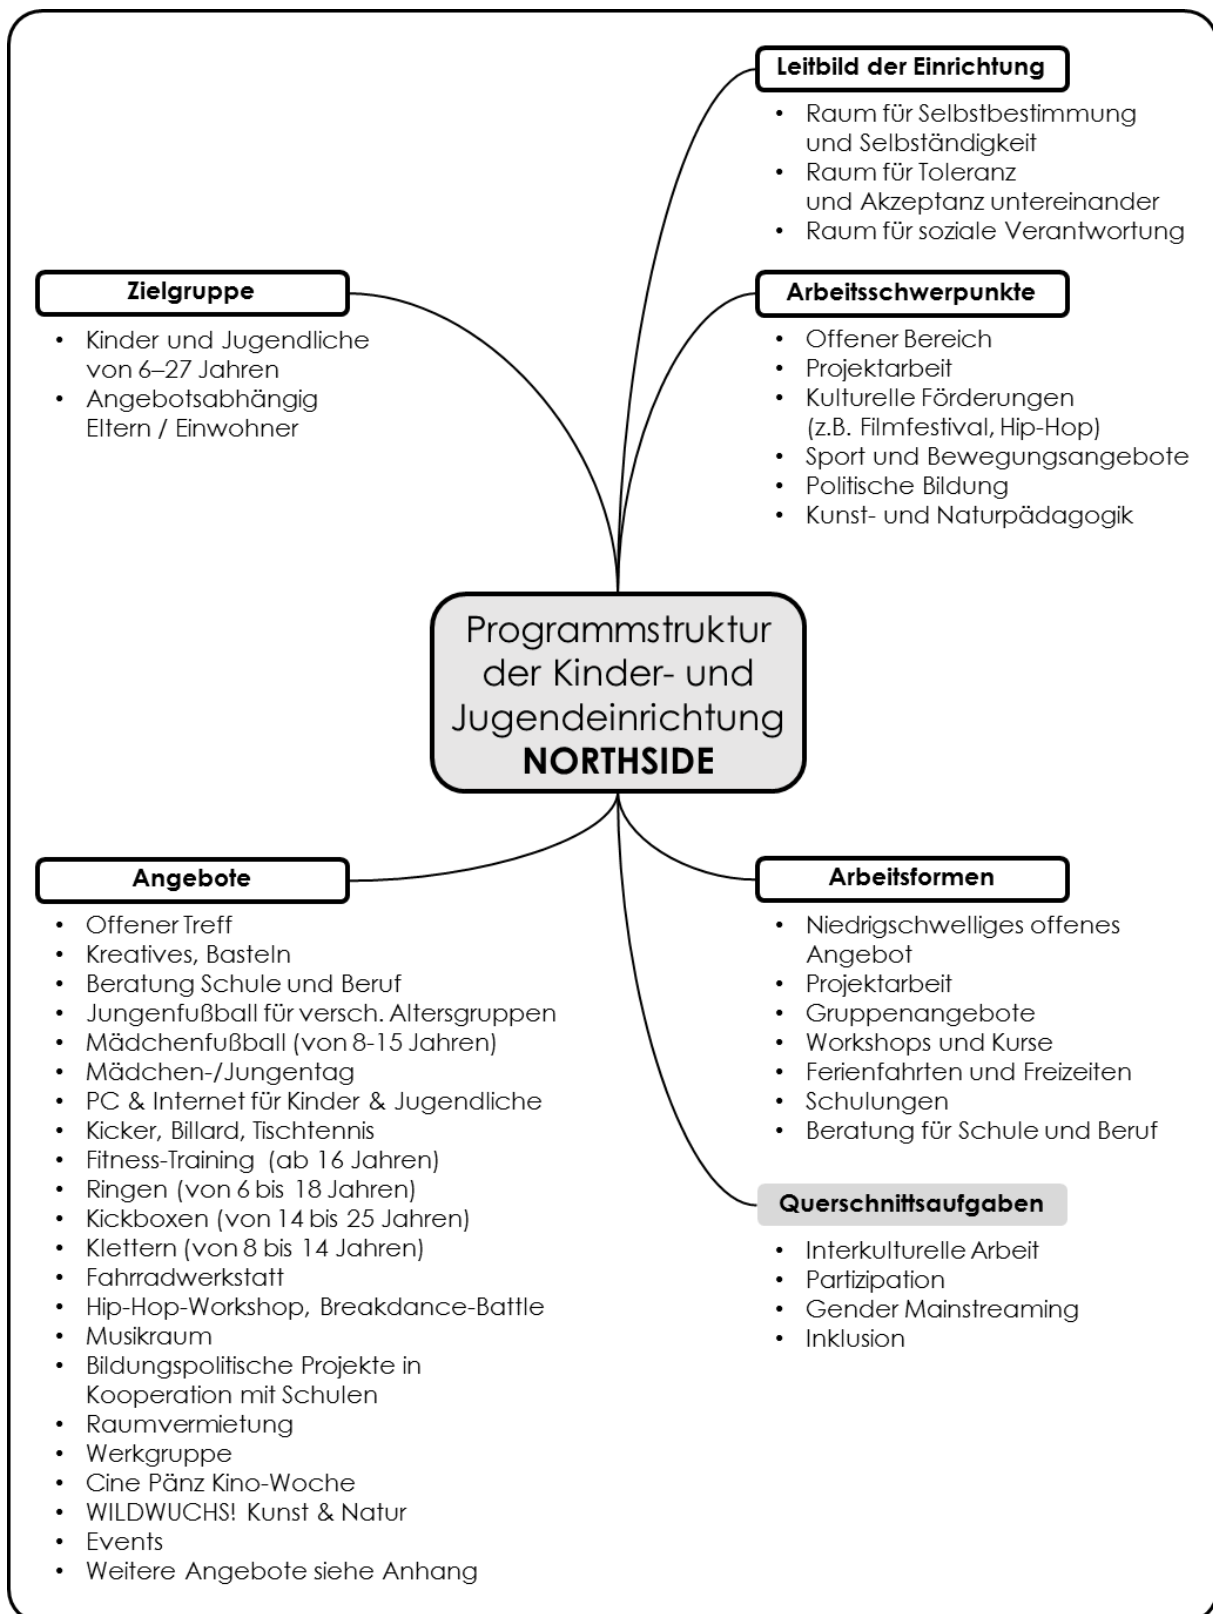 Leitbild der Einrichtung
• Raum für Selbstbestimmung
und Selbständigkeit
• Raum für Toleranz
und Akzeptanz untereinander
• Raum für soziale Verantwortung
Zielgruppe
• Kinder und Jugendliche
von 6–27 Jahren
• Angebotsabhängig
Eltern / Einwohner
Arbeitsschwerpunkte
• Offener Bereich
• Projektarbeit
• Kulturelle Förderungen
(z.B. Filmfestival, Hip-Hop)
• Sport und Bewegungsangebote
• Politische Bildung
• Kunst- und Naturpädagogik
Programmstruktur
der Kinder- und
Jugendeinrichtung
NORTHSIDE
Angebote
• Offener Treff
• Kreatives, Basteln
• Beratung Schule und Beruf
• Jungenfußball für versch. Altersgruppen
• Mädchenfußball (von 8-15 Jahren)
• Mädchen-/Jungentag
• PC & Internet für Kinder & Jugendliche
• Kicker, Billard, Tischtennis
• Fitness-Training (ab 16 Jahren)
• Ringen (von 6 bis 18 Jahren)
• Kickboxen (von 14 bis 25 Jahren)
• Klettern (von 8 bis 14 Jahren)
• Fahrradwerkstatt
• Hip-Hop-Workshop, Breakdance-Battle
• Musikraum
• Bildungspolitische Projekte in
Kooperation mit Schulen
• Raumvermietung
• Werkgruppe
• Cine Pänz Kino-Woche
• WILDWUCHS! Kunst & Natur
• Events
• Weitere Angebote siehe Anhang
Arbeitsformen
• Niedrigschwelliges offenes
Angebot
• Projektarbeit
• Gruppenangebote
• Workshops und Kurse
• Ferienfahrten und Freizeiten
• Schulungen
• Beratung für Schule und Beruf
Querschnittsaufgaben
• Interkulturelle Arbeit
• Partizipation
• Gender Mainstreaming
• Inklusion